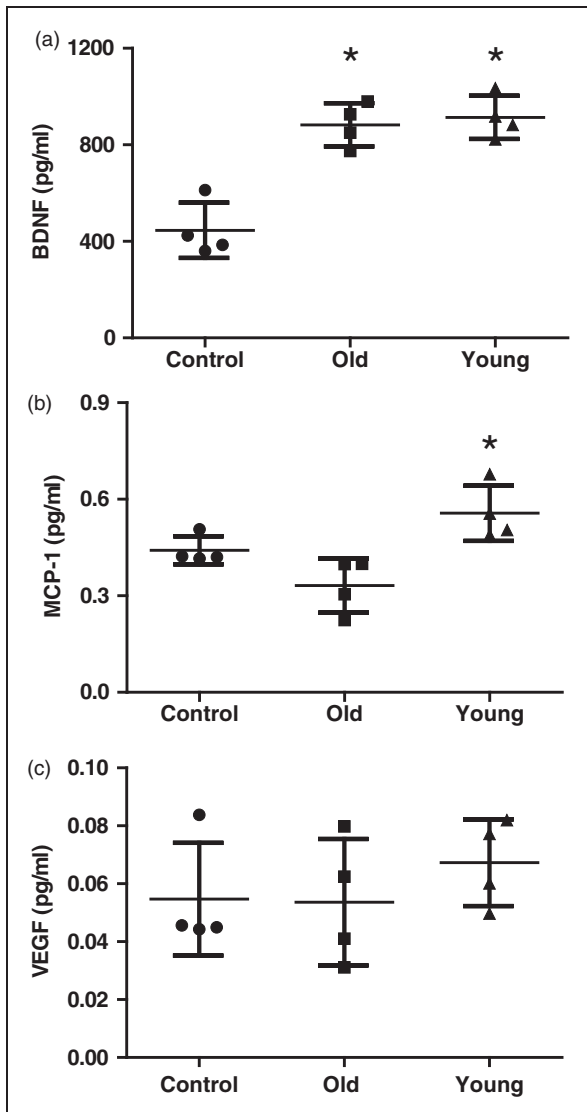 (a)
1200
800
400
0
BDNF (pg/ml)
* *
Control Old Young
(b)
0.9
0.6
0.3
0.0
MCP-1 (pg/ml)
*
Control Old Young
(c)
0.10
0.08
0.06
0.04
0.02
0.00
VEGF (pg/ml)
Control Old Young